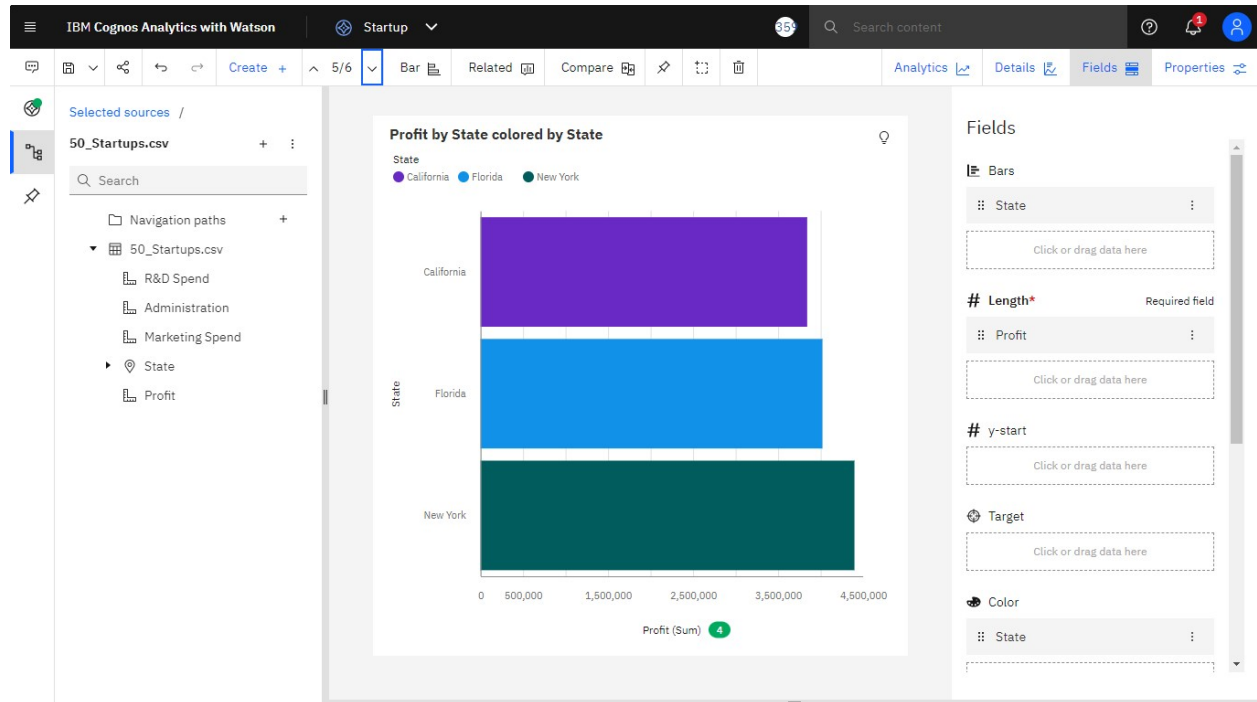 IBM Cognos Analytics with Watson
Startup
359
Search content
1
Create +
5/6
Bar
Related
Compare
Analytics
Details
Fields
Properties
Selected sources /
50_Startups.csv
Search
Navigation paths
50_Startups.csv
R&D Spend
Administration
Marketing Spend
State
Profit
Profit by State colored by State
State
California
Florida
New York
California
Florida
New York
State
0 500,000 1,500,000 2,500,000 3,500,000 4,500,000
Profit (Sum) 4
Fields
Bars
State
Click or drag data here
# Length* Required field
Profit
Click or drag data here
# y-start
Click or drag data here
Target
Click or drag data here
Color
State